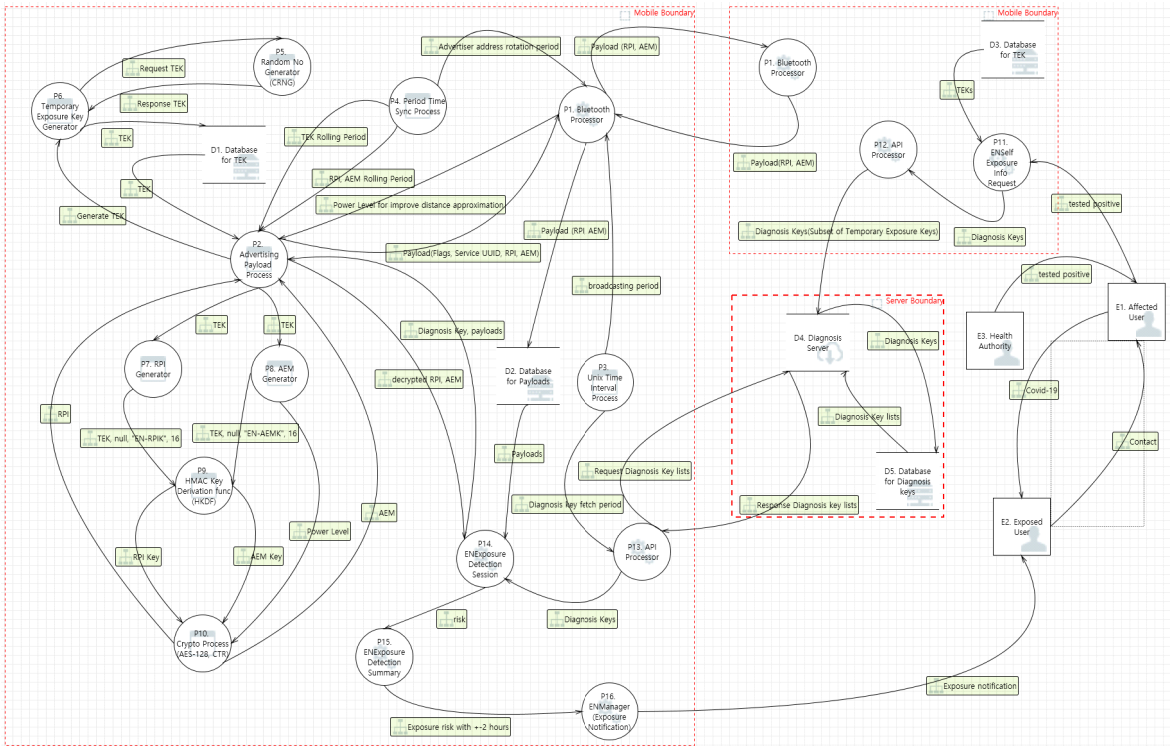 Mobile Boundary
Mobile Boundary
P5.
Random No
Generator
(CRNG)
Request TEK
Response TEK
P6.
Temporary
Exposure Key
Generator
TEK
D1. Database
for TEK
TEK
Generate TEK
P4. Period Time
Sync Process
Advertiser address rotation period
Payload (RPI, AEM)
P1. Bluetooth
Processor
P1. Bluetooth
Processor
Payload(RPI, AEM)
TEK Rolling Period
RPI, AEM Rolling Period
Power Level for improve distance approximation
Payload(Flags, Service UUID, RPI, AEM)
Payload (RPI AEM)
broadcasting period
P2.
Advertising
Payload
Process
D3. Database
for TEK
TEKs
P12. API
Processor
P11.
ENSelf
Exposure
Info
Request
Diagnosis Keys(Subset of Temporary Exposure Keys)
Diagnosis Keys
tested positive
tested positive
E1. Affected
User
E3. Health
Authority
Covid-19
Contact
E2. Exposed
User
Server Boundary
D4. Diagnosis
Server
Diagnosis Keys
Diagnosis Key lists
D5. Database
for Diagnosis
keys
Response Diagnosis key lists
Request Diagnosis Key lists
Diagnosis key fetch period
TEK
TEK
P7. RPI
Generator
P8. AEM
Generator
RPI
TEK, null, "EN-RPIK", 16
TEK, null, "EN-AEMK", 16
P9.
HMAC Key
Derivation func
(HKDF)
RPI Key
AEM Key
Power Level
AEM
P10.
Crypto Process
(AES-128, CTR)
Diagnosis Key, payloads
decrypted RPI, AEM
D2. Database
for Payloads
Payloads
P3.
Unix Time
Interval
Process
P14.
ENExposure
Detection
Session
P13. API
Processor
Diagnosis Keys
risk
P15.
ENExposure
Detection
Summary
Exposure risk with +-2 hours
P16.
ENManager
(Exposure
Notification)
Exposure notification